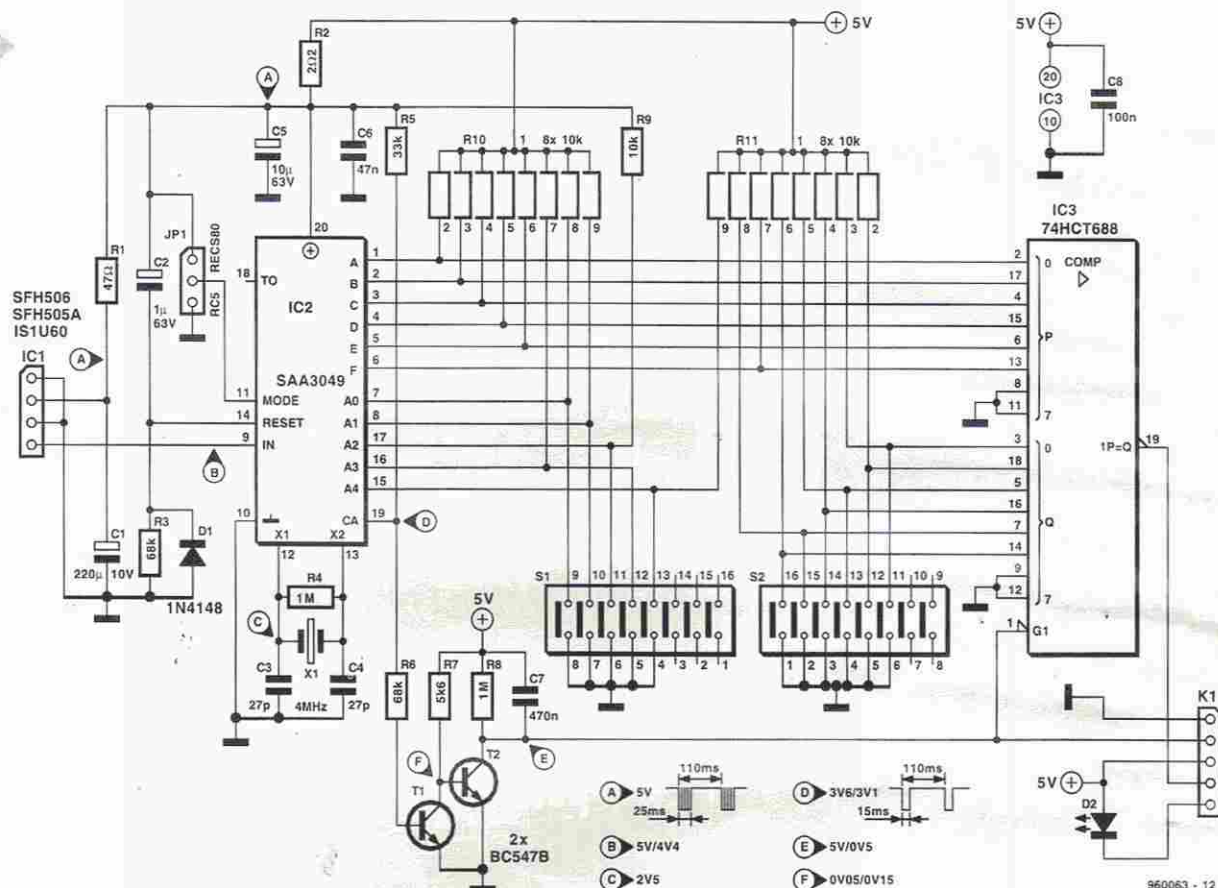 R2
2Ω2
5V
A
C5
10µ
63V
C6
47n
R5
33k
R9
10k
R10 1 8x 10k
2 3 4 5 6 7 8 9
R11 1 8x 10k
9 8 7 6 5 4 3 2
5V
20
IC3
10
C8
100n
R1
47Ω
C2
1µ
63V
JP1
RECS80
RC5
SFH506
SFH505A
IS1U60
IC1
A
B
20
18 TO
IC2
SAA3049
11 MODE
14 RESET
9 IN
10
X1
12
X2
13
A 1
B 2
C 3
D 4
E 5
F 6
A0 7
A1 8
A2 17
A3 16
A4 15
CA 19
D
C1
220µ 10V
R3
68k
D1
1N4148
R4
1M
C
X1
4MHz
C3
27p
C4
27p
IC3
74HCT688
COMP
2 0
17
4
15
6 P
13
8
11 7
3 0
18
5
16
7 Q
14
9
12 7
1 G1
1P=Q 19
S1
9 10 11 12 13 14 15 16
8 7 6 5 4 3 2 1
S2
16 15 14 13 12 11 10 9
1 2 3 4 5 6 7 8
5V
R6
68k
R7
5k6
R8
1M
C7
470n
E
F
T1
T2
2x
BC547B
K1
5V
D2
A 5V
110ms
25ms
B 5V/4V4
C 2V5
D 3V6/3V1
110ms
15ms
E 5V/0V5
F 0V05/0V15
960063 - 12